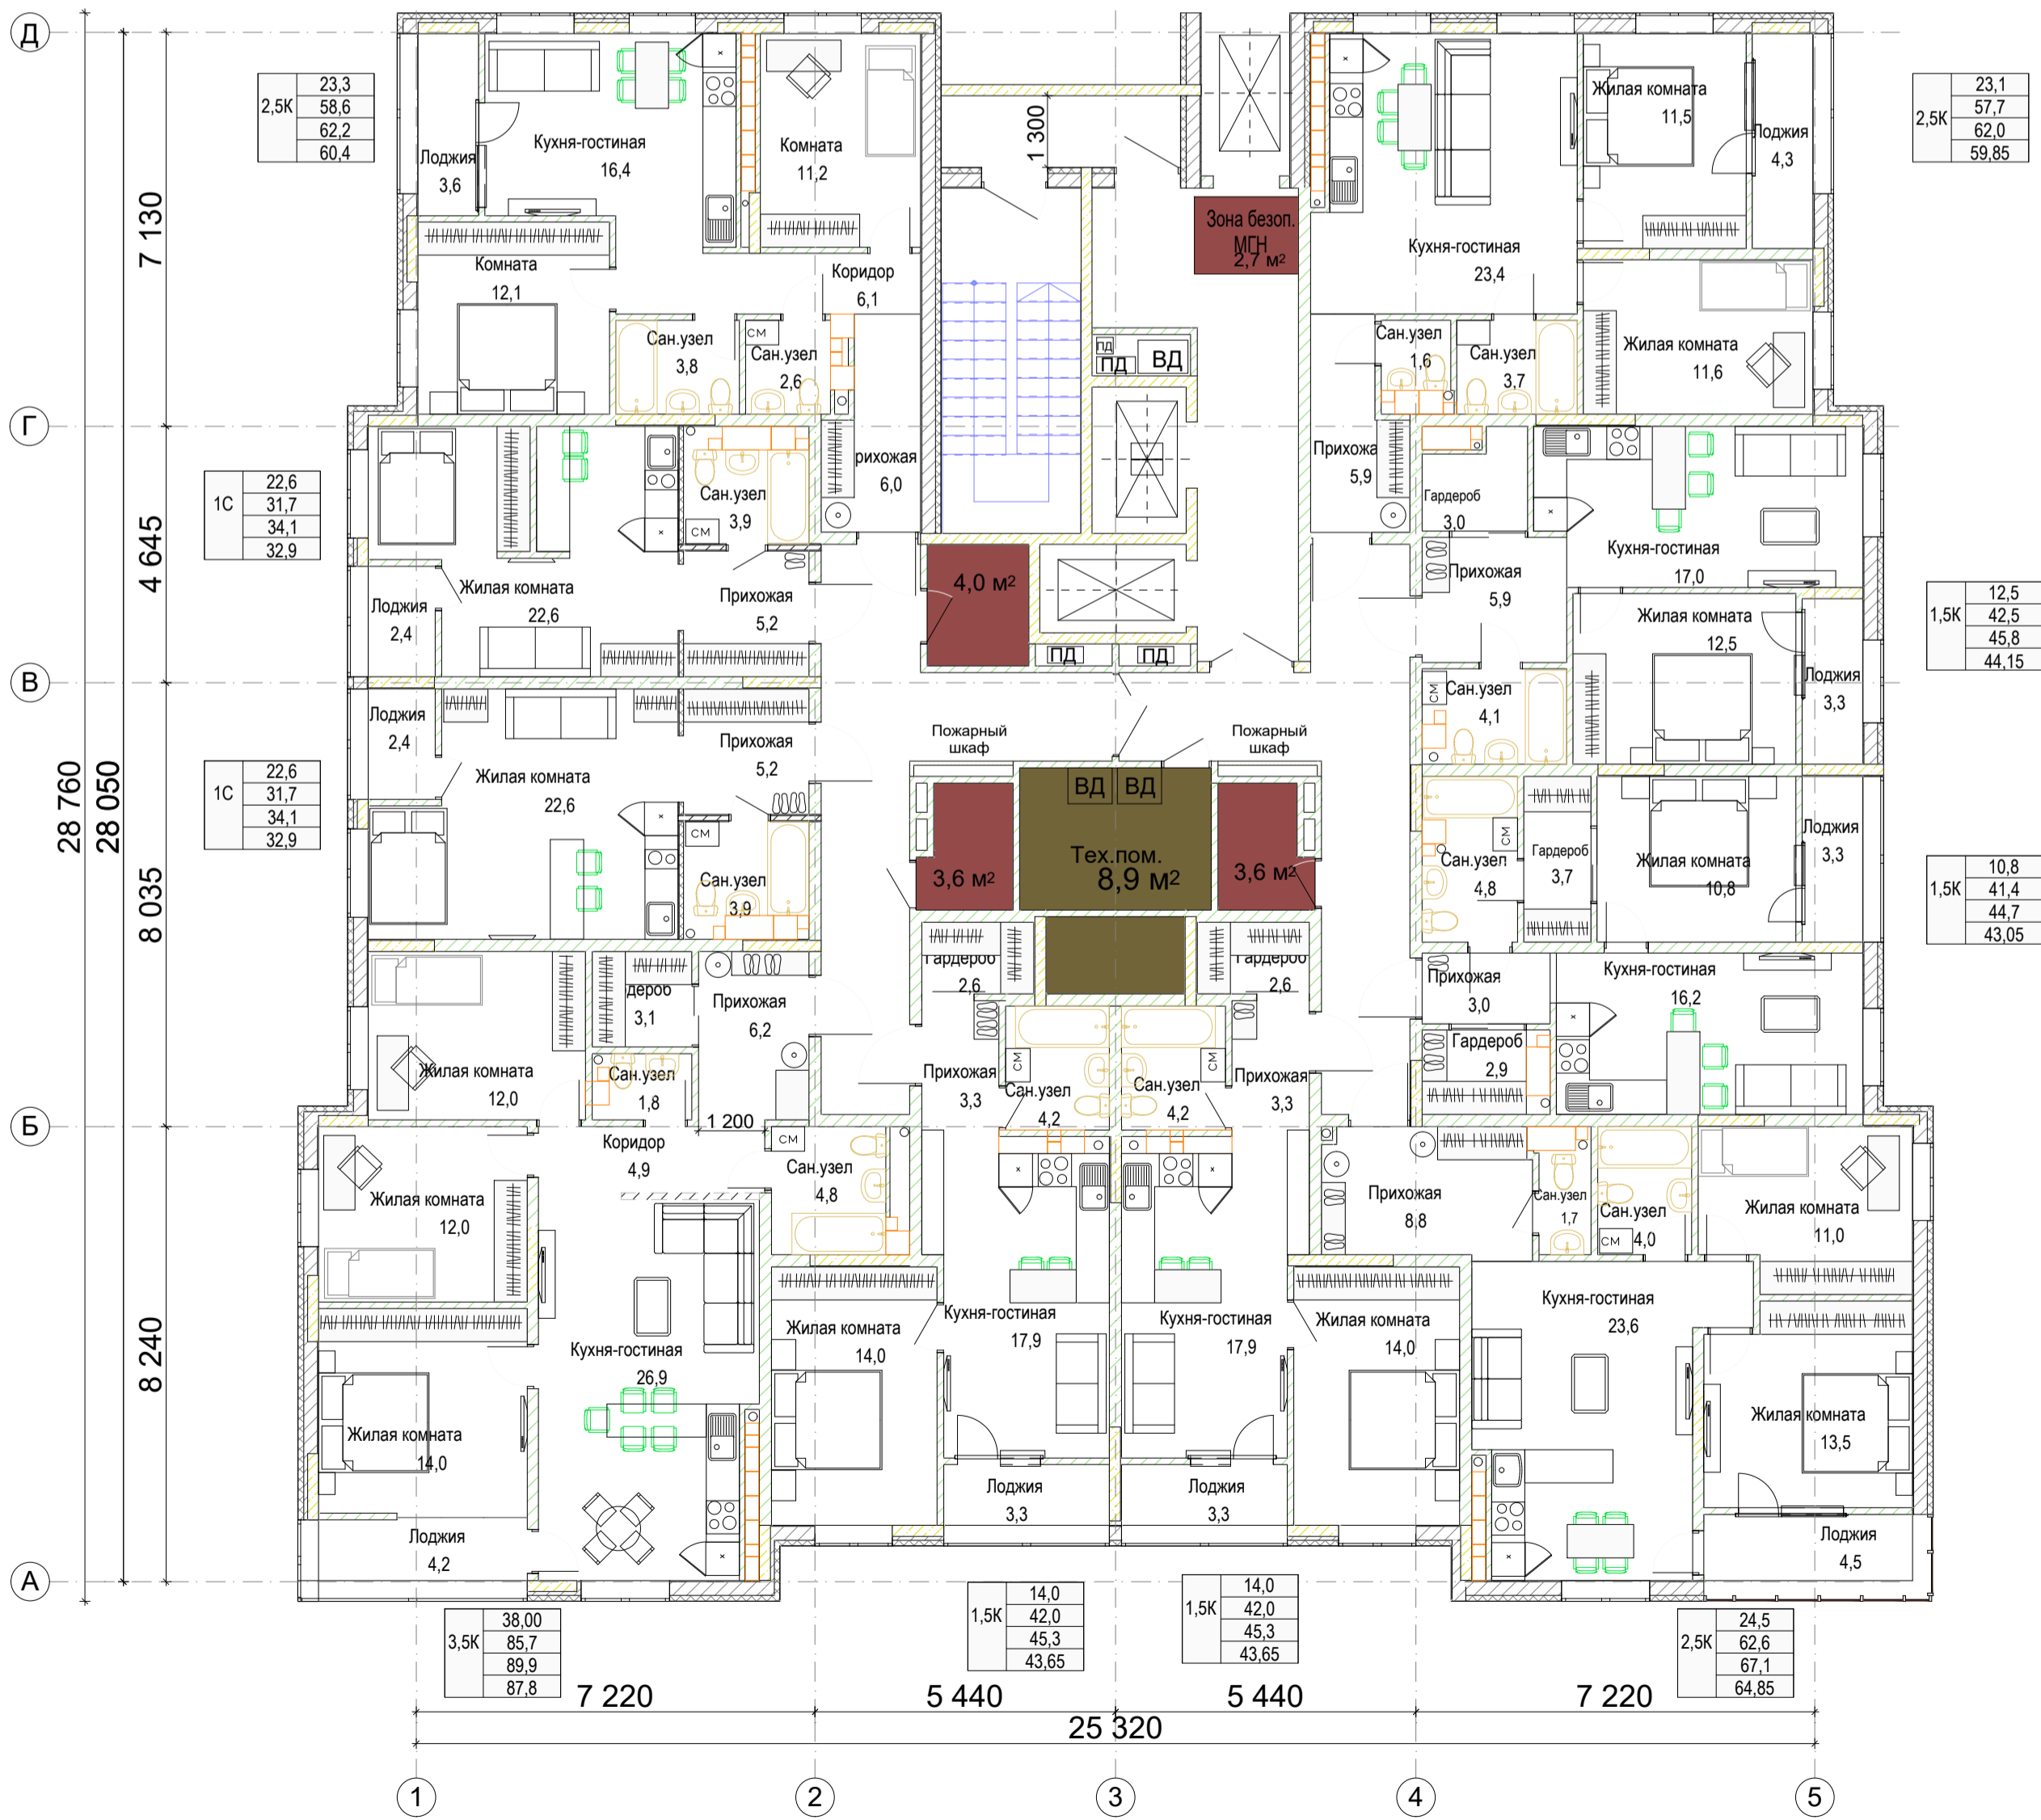 Д
2,5К
23,3
58,6
62,2
60,4
Лоджия
3,6
Кухня-гостиная
16,4
Комната
11,2
1 300
Зона безоп.
МГН
2,7 м²
Кухня-гостиная
23,4
Жилая комната
11,5
Лоджия
4,3
2,5К
23,1
57,7
62,0
59,85
7 130
Комната
12,1
Коридор
6,1
Сан.узел
3,8
СМ
Сан.узел
2,6
ПД
ПД
ВД
Сан.узел
1,6
Сан.узел
3,7
Жилая комната
11,6
Г
1С
22,6
31,7
34,1
32,9
Сан.узел
3,9
СМ
рихожая
6,0
Прихожа
5,9
Гардероб
3,0
Кухня-гостиная
17,0
4 645
Жилая комната
22,6
Лоджия
2,4
Прихожая
5,2
4,0 м²
ПД
ПД
Прихожая
5,9
Жилая комната
12,5
Лоджия
3,3
1,5К
12,5
42,5
45,8
44,15
В
Лоджия
2,4
Прихожая
5,2
Пожарный
шкаф
Пожарный
шкаф
СМ
Сан.узел
4,1
28 760
28 050
1С
22,6
31,7
34,1
32,9
Жилая комната
22,6
СМ
Сан.узел
3,9
ВД
ВД
Тех.пом.
8,9 м²
3,6 м²
3,6 м²
СМ
Сан.узел
4,8
Гардероб
3,7
Жилая комната
10,8
Лоджия
3,3
1,5К
10,8
41,4
44,7
43,05
8 035
Жилая комната
12,0
дероб
3,1
Прихожая
6,2
Гардероб
2,6
Гардероб
2,6
Прихожая
3,0
Кухня-гостиная
16,2
Гардероб
2,9
Сан.узел
1,8
Прихожая
3,3
СМ
Сан.узел
4,2
СМ
Сан.узел
4,2
Прихожая
3,3
Б
1 200
Коридор
4,9
СМ
Сан.узел
4,8
Жилая комната
12,0
Прихожая
8,8
Сан.узел
1,7
Сан.узел
4,0
СМ
Жилая комната
11,0
8 240
Кухня-гостиная
26,9
Жилая комната
14,0
Кухня-гостиная
17,9
Кухня-гостиная
17,9
Жилая комната
14,0
Кухня-гостиная
23,6
Жилая комната
14,0
Жилая комната
13,5
Лоджия
4,2
Лоджия
3,3
Лоджия
3,3
Лоджия
4,5
А
3,5К
38,00
85,7
89,9
87,8
1,5К
14,0
42,0
45,3
43,65
1,5К
14,0
42,0
45,3
43,65
2,5К
24,5
62,6
67,1
64,85
7 220
5 440
5 440
7 220
25 320
1
2
3
4
5